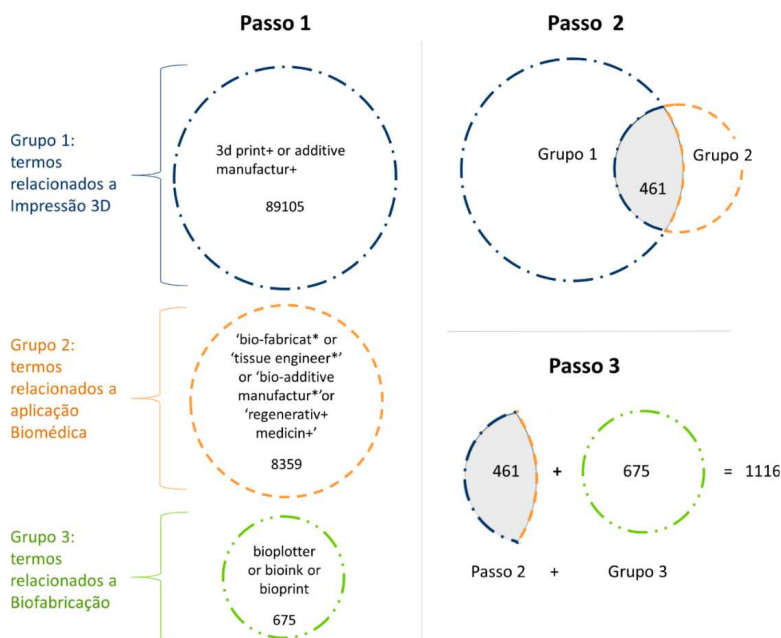 Passo 1
Grupo 1:
termos
relacionados a
Impressão 3D
3d print+ or additive
manufactur+
89105
Grupo 2:
termos
relacionados a
aplicação
Biomédica
‘bio-fabricat* or
‘tissue engineer*’
or ‘bio-additive
manufactur*’or
‘regenerativ+
medicin+’
8359
Grupo 3:
termos
relacionados a
Biofabricação
bioplotter
or bioink or
bioprint
675
Passo 2
Grupo 1
461
Grupo 2
Passo 3
461 + 675 = 1116
Passo 2 + Grupo 3